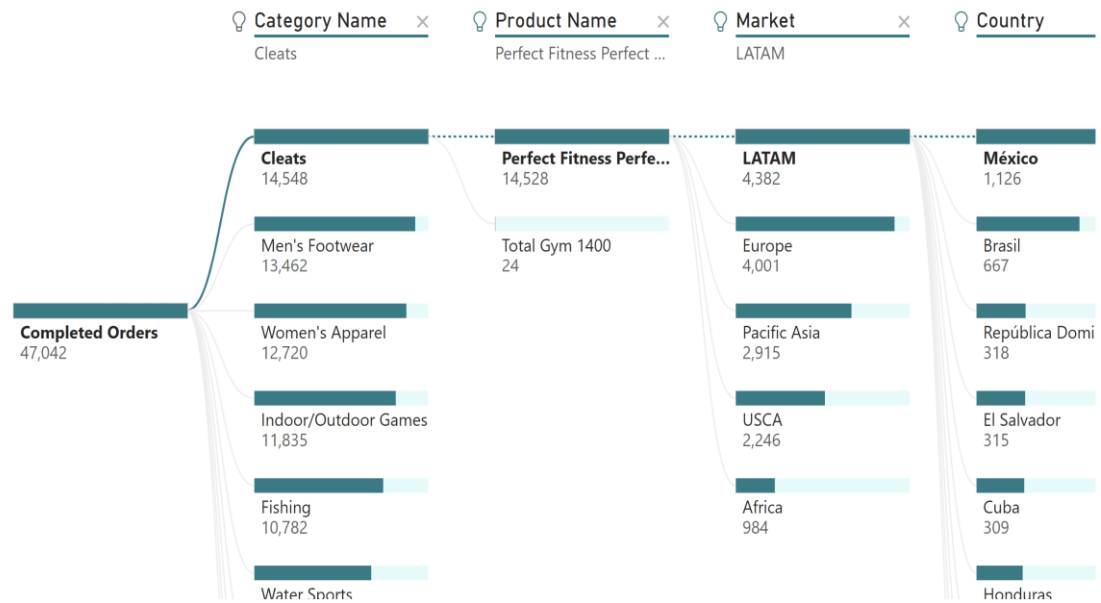 Category Name
Cleats
Product Name
Perfect Fitness Perfect ...
Market
LATAM
Country
Completed Orders
47,042
Cleats
14,548
Men's Footwear
13,462
Women's Apparel
12,720
Indoor/Outdoor Games
11,835
Fishing
10,782
Water Sports
Perfect Fitness Perfe...
14,528
Total Gym 1400
24
LATAM
4,382
Europe
4,001
Pacific Asia
2,915
USCA
2,246
Africa
984
México
1,126
Brasil
667
República Domi
318
El Salvador
315
Cuba
309
Honduras